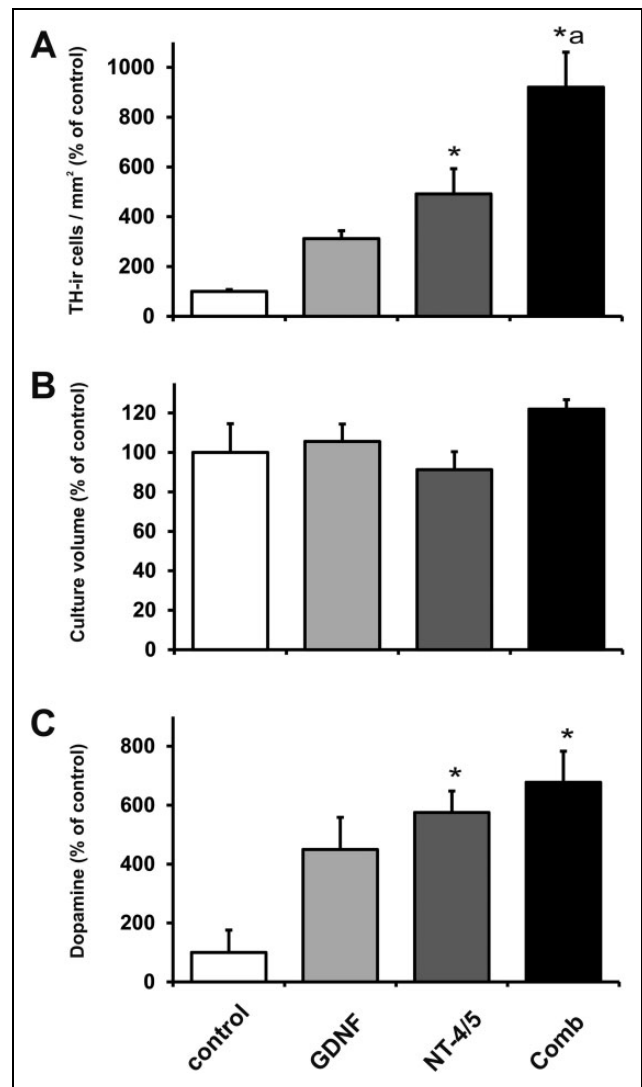 A
TH-ir cells / mm² (% of control)
1000
800
600
400
200
0
*
*a
B
Culture volume (% of control)
120
100
80
60
40
20
0
C
Dopamine (% of control)
800
600
400
200
0
*
*
control
GDNF
NT-4/5
Comb